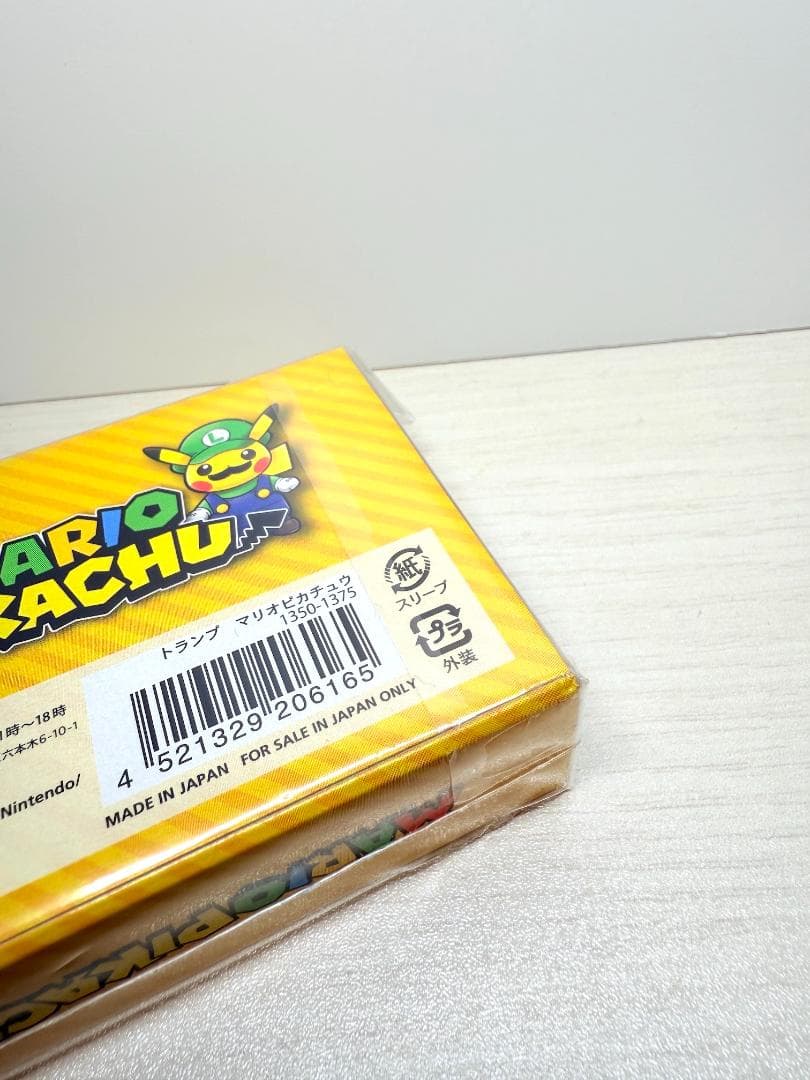 L
ARIO
KACHU
トランプ マリオピカチュウ
1350-1375
4 521329 206165
MADE IN JAPAN FOR SALE IN JAPAN ONLY
紙
スリーブ
プラ
外装
時～18時
六本木6-10-1
Nintendo/
MARIO PIKAC